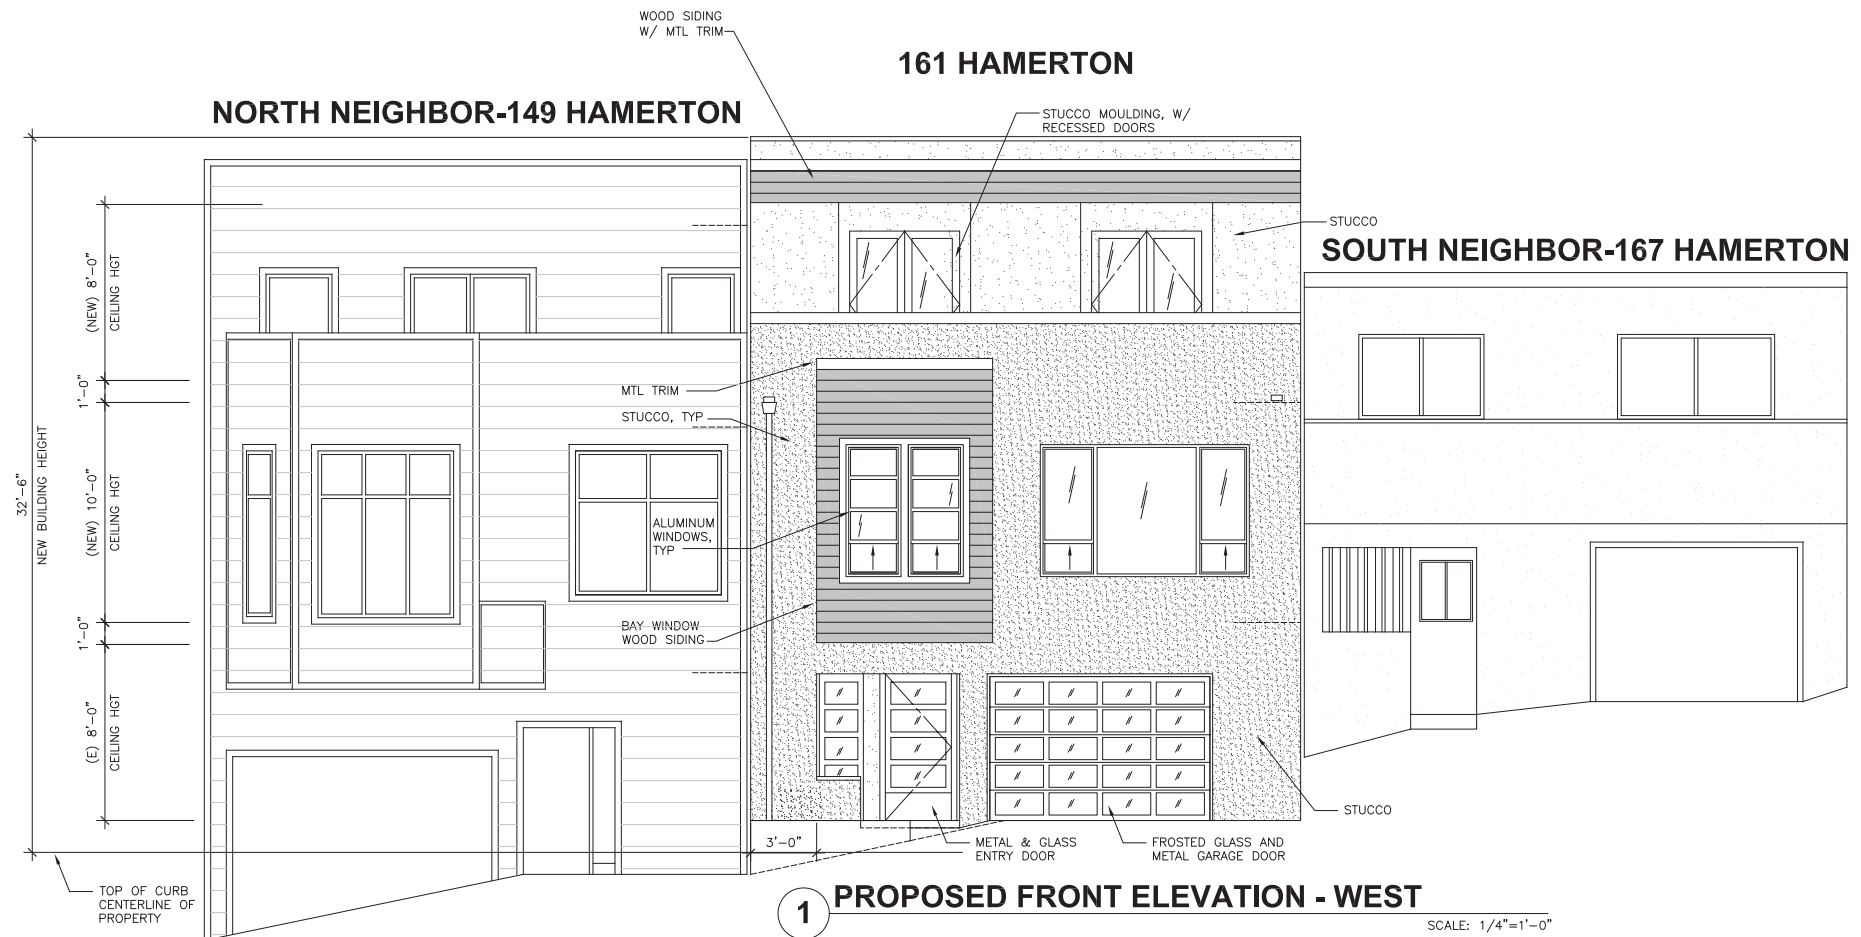 WOOD SIDING
W/ MTL TRIM
161 HAMERTON
NORTH NEIGHBOR-149 HAMERTON
STUCCO MOULDING, W/
RECESSED DOORS
STUCCO
SOUTH NEIGHBOR-167 HAMERTON
32'-6"
NEW BUILDING HEIGHT
(NEW) 8'-0"
CEILING HGT
1'-0"
(NEW) 10'-0"
CEILING HGT
1'-0"
(E) 8'-0"
CEILING HGT
MTL TRIM
STUCCO, TYP
ALUMINUM
WINDOWS,
TYP
BAY WINDOW
WOOD SIDING
STUCCO
3'-0"
METAL & GLASS
ENTRY DOOR
FROSTED GLASS AND
METAL GARAGE DOOR
TOP OF CURB
CENTERLINE OF
PROPERTY
1
PROPOSED FRONT ELEVATION - WEST
SCALE: 1/4"=1'-0"